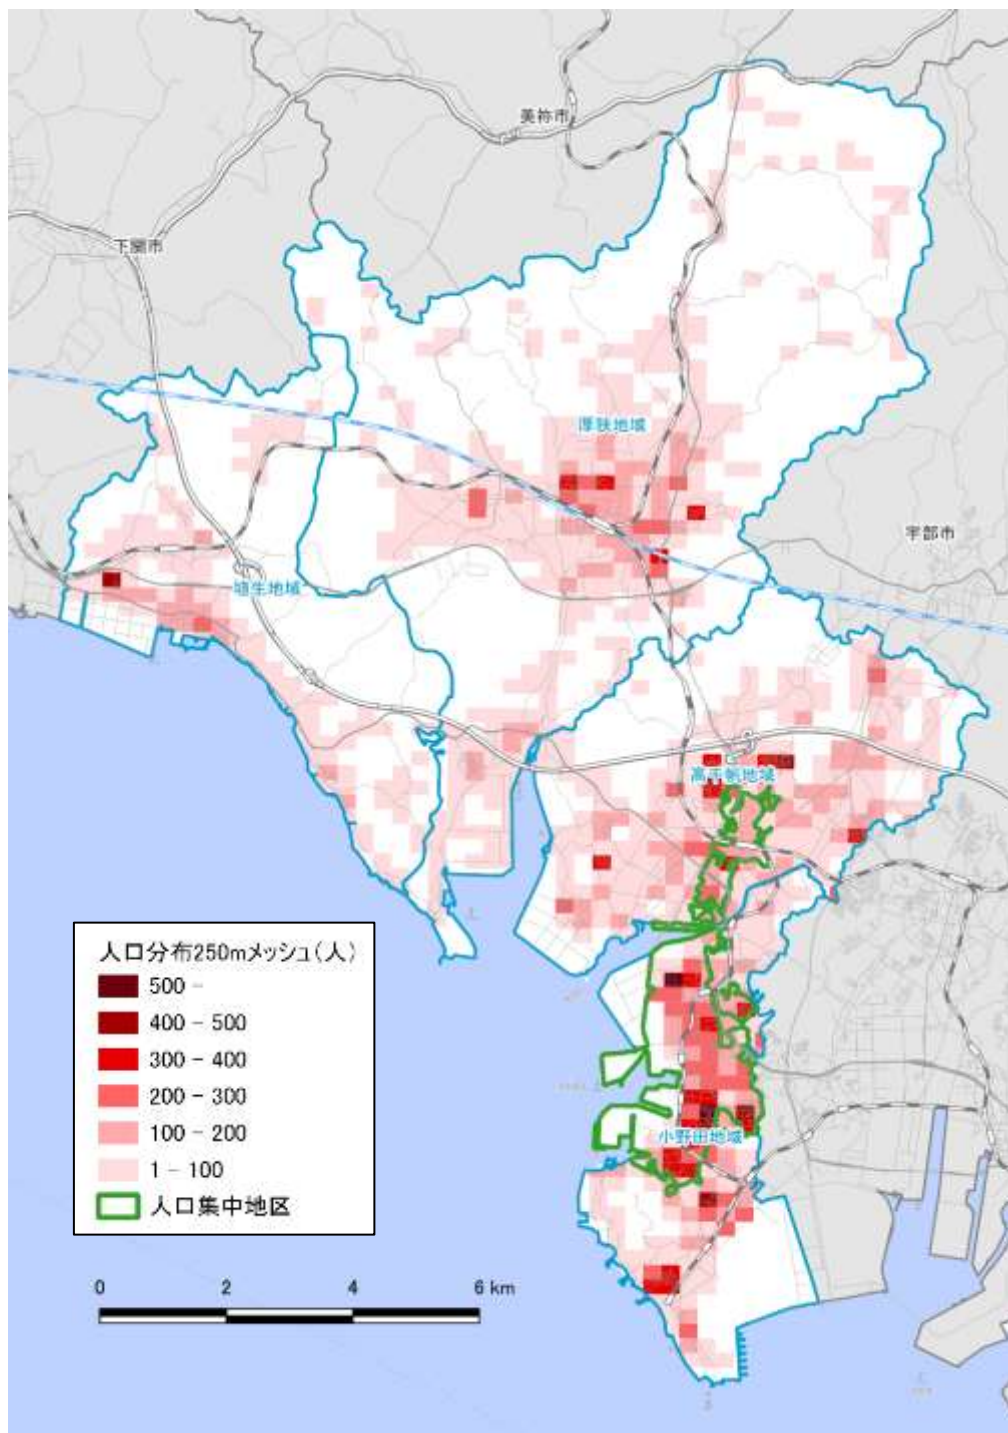 美祢市
下関市
厚狭地域
宇部市
埴生地域
高千帆地域
小野田地域
人口分布250mメッシュ(人)
500 -
400 - 500
300 - 400
200 - 300
100 - 200
1 - 100
人口集中地区
0 2 4 6 km